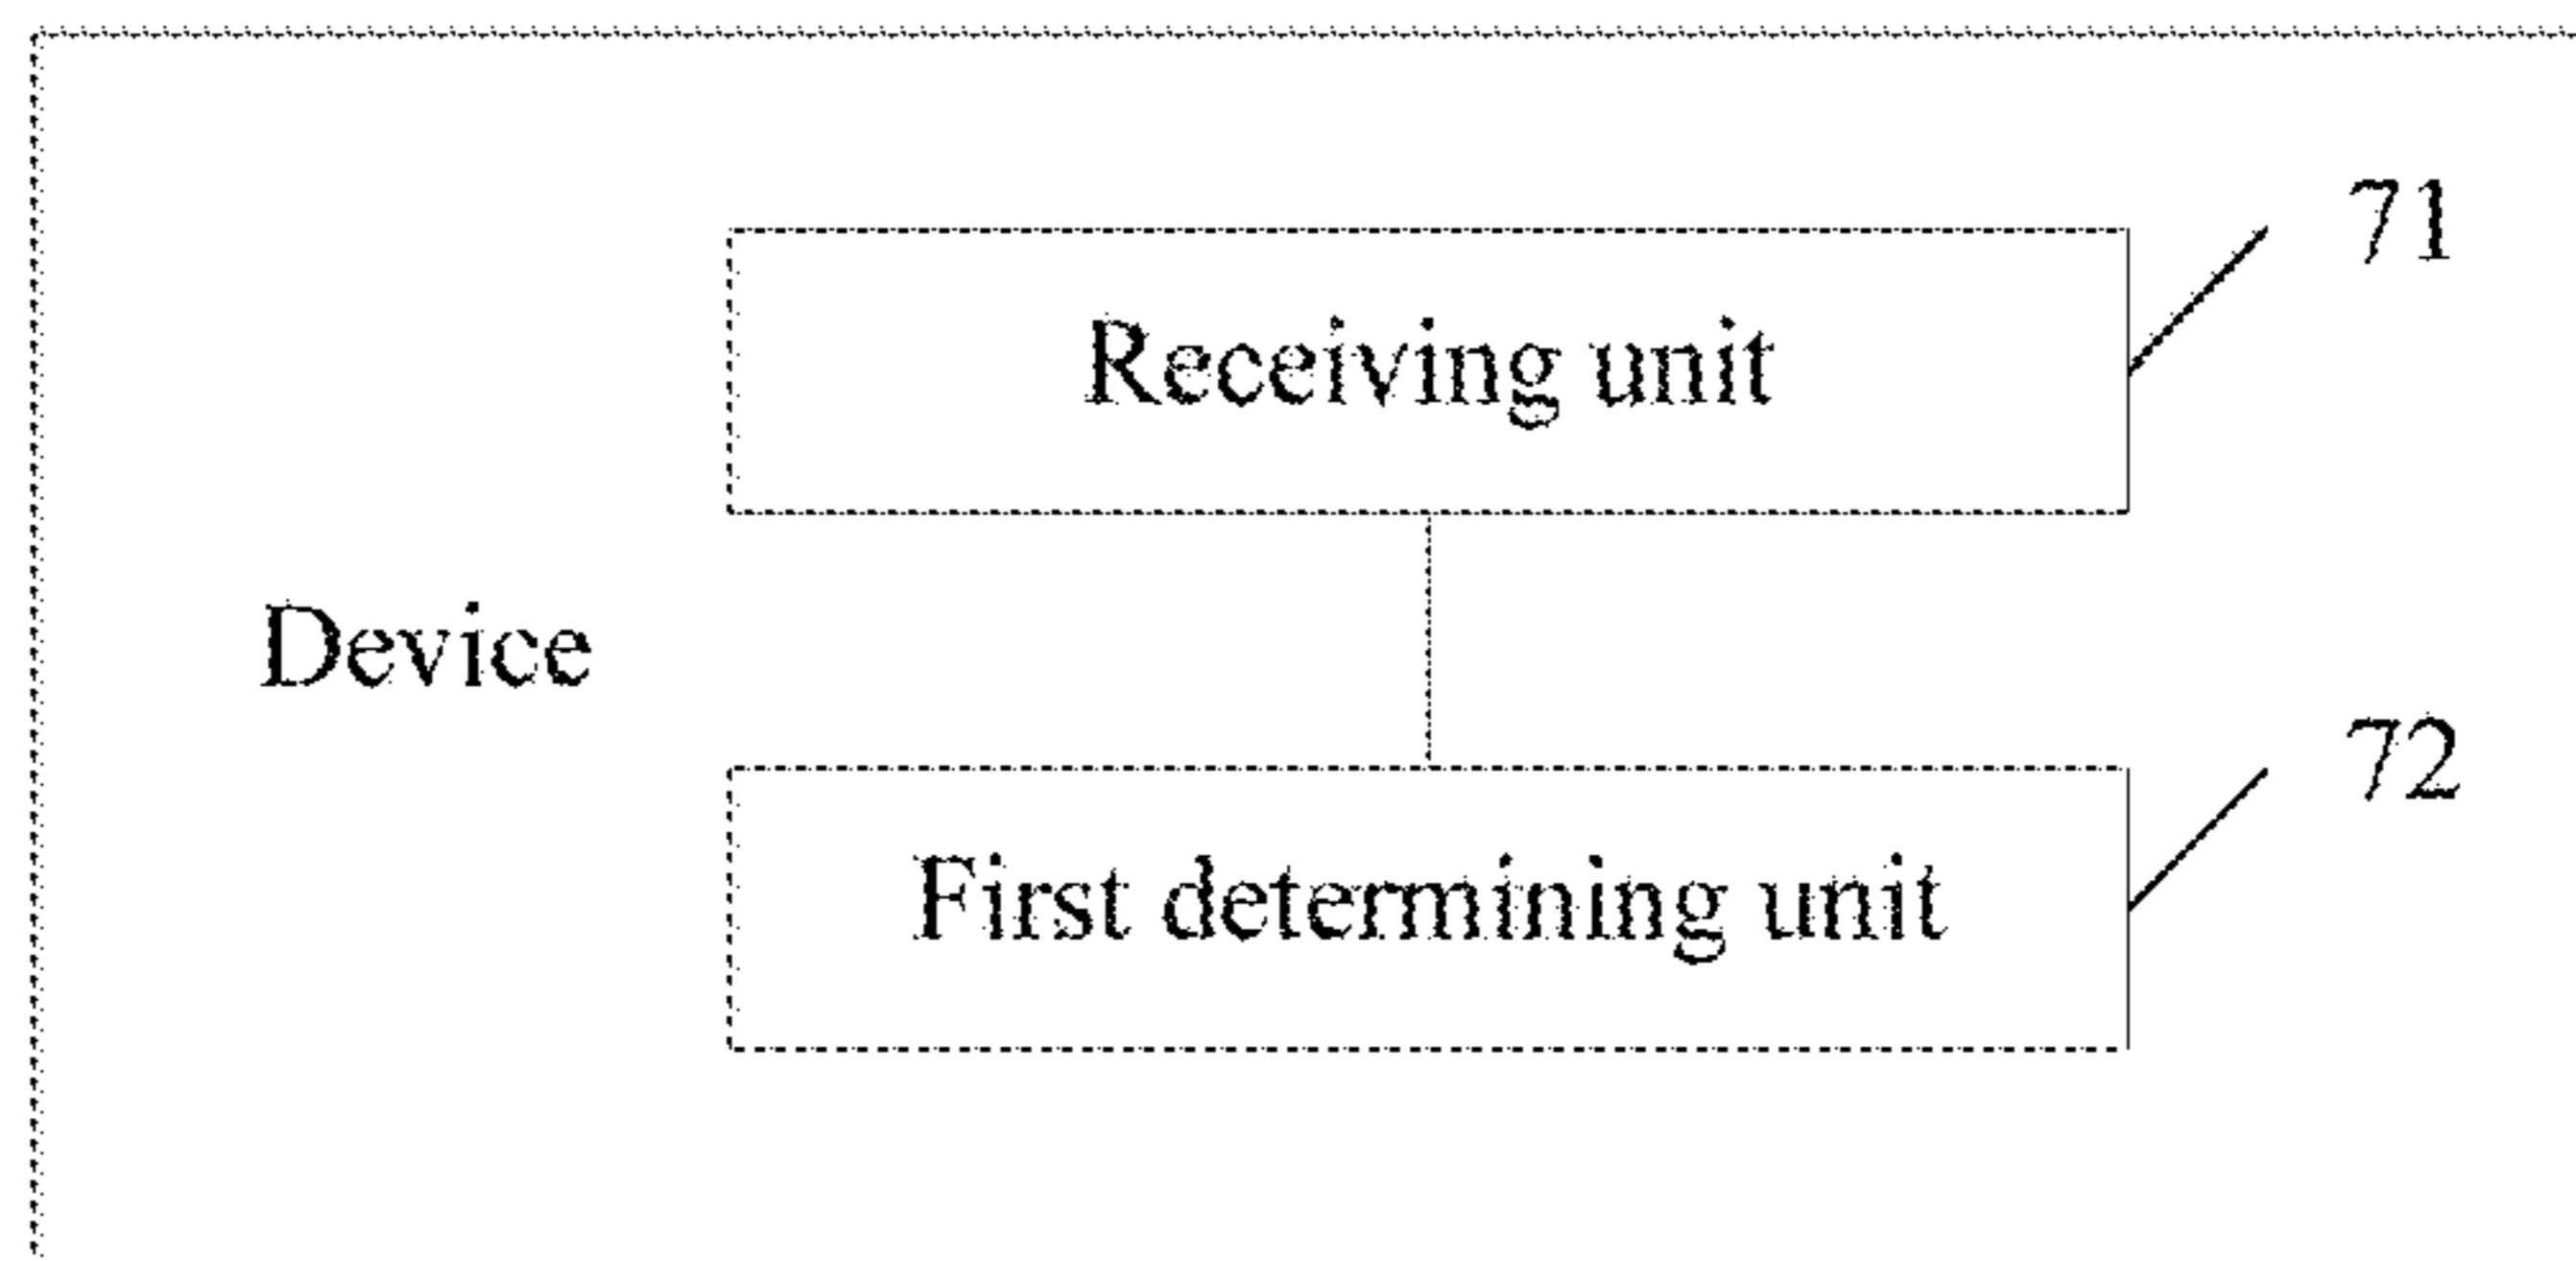 71
Receiving unit
Device
72
First determining unit